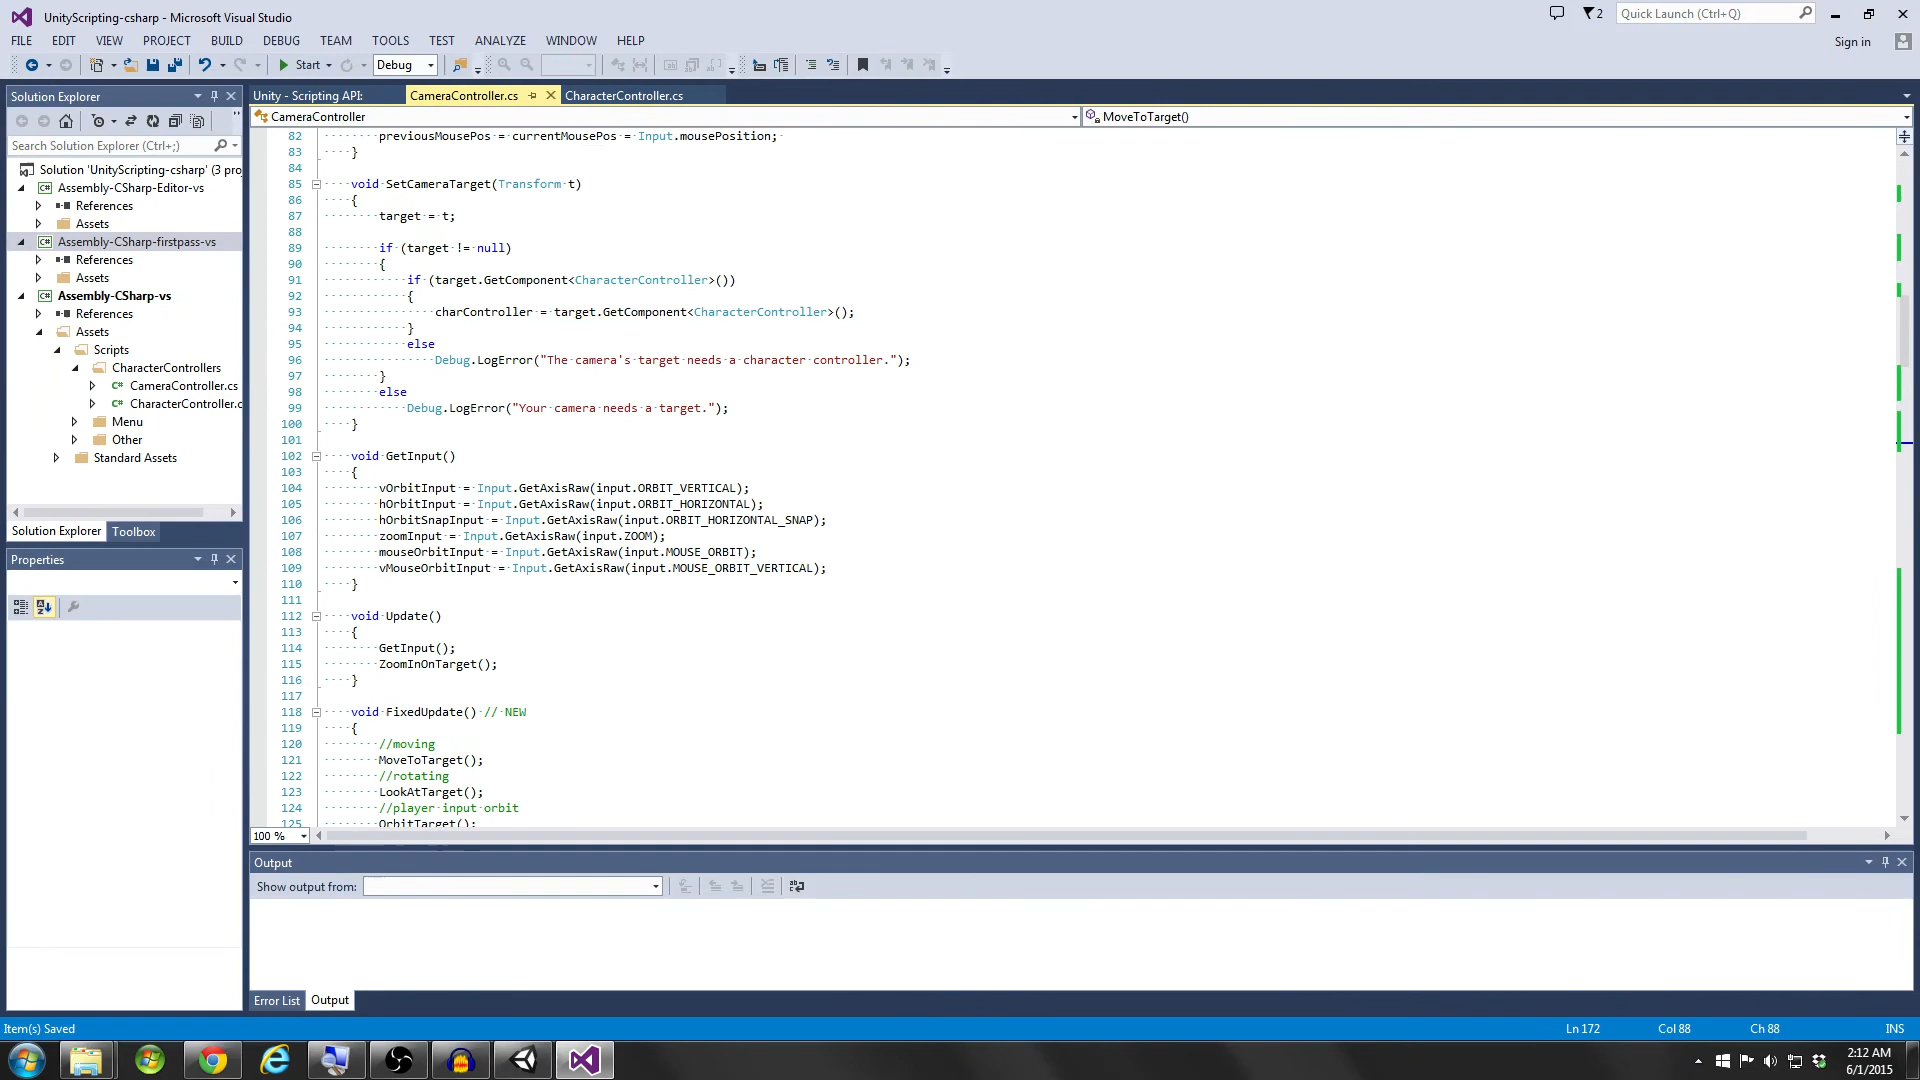 UnityScripting-csharp - Microsoft Visual Studio
2
Quick Launch (Ctrl+Q)
FILE EDIT VIEW PROJECT BUILD DEBUG TEAM TOOLS TEST ANALYZE WINDOW HELP
Sign in
Start Debug
Solution Explorer
Unity - Scripting API: CameraController.cs CharacterController.cs
CameraController
MoveToTarget()
Search Solution Explorer (Ctrl+;)
Solution 'UnityScripting-csharp' (3 proj
Assembly-CSharp-Editor-vs
References
Assets
Assembly-CSharp-firstpass-vs
References
Assets
Assembly-CSharp-vs
References
Assets
Scripts
CharacterControllers
CameraController.cs
CharacterController.c
Menu
Other
Standard Assets
Solution Explorer Toolbox
Properties
82 previousMousePos = currentMousePos = Input.mousePosition;
83 }
84
85 void SetCameraTarget(Transform t)
86 {
87 target = t;
88
89 if (target != null)
90 {
91 if (target.GetComponent<CharacterController>())
92 {
93 charController = target.GetComponent<CharacterController>();
94 }
95 else
96 Debug.LogError("The camera's target needs a character controller.");
97 }
98 else
99 Debug.LogError("Your camera needs a target.");
100 }
101
102 void GetInput()
103 {
104 vOrbitInput = Input.GetAxisRaw(input.ORBIT_VERTICAL);
105 hOrbitInput = Input.GetAxisRaw(input.ORBIT_HORIZONTAL);
106 hOrbitSnapInput = Input.GetAxisRaw(input.ORBIT_HORIZONTAL_SNAP);
107 zoomInput = Input.GetAxisRaw(input.ZOOM);
108 mouseOrbitInput = Input.GetAxisRaw(input.MOUSE_ORBIT);
109 vMouseOrbitInput = Input.GetAxisRaw(input.MOUSE_ORBIT_VERTICAL);
110 }
111
112 void Update()
113 {
114 GetInput();
115 ZoomInOnTarget();
116 }
117
118 void FixedUpdate() // NEW
119 {
120 //moving
121 MoveToTarget();
122 //rotating
123 LookAtTarget();
124 //player input orbit
125 OrbitTarget();
100 %
Output
Show output from:
Error List Output
Item(s) Saved
Ln 172 Col 88 Ch 88 INS
2:12 AM
6/1/2015